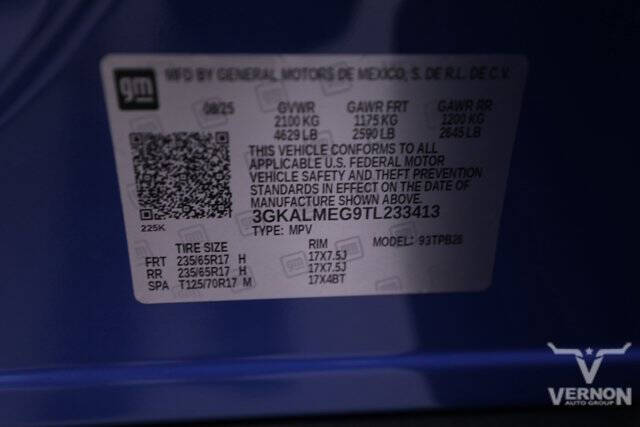 gm
MFD BY GENERAL MOTORS DE MEXICO, S. DE R.L. DE C.V.
08/25 GVWR GAWR FRT GAWR RR
2100 KG 1175 KG 1200 KG
4629 LB 2590 LB 2645 LB
THIS VEHICLE CONFORMS TO ALL
APPLICABLE U.S. FEDERAL MOTOR
VEHICLE SAFETY AND THEFT PREVENTION
STANDARDS IN EFFECT ON THE DATE OF
MANUFACTURE SHOWN ABOVE.
3GKALMEG9TL233413
225K
TYPE: MPV MODEL: 93TPB26
TIRE SIZE RIM
FRT 235/65R17 H 17X7.5J
RR 235/65R17 H 17X7.5J
SPA T125/70R17 M 17X4BT
VERNON
AUTO GROUP